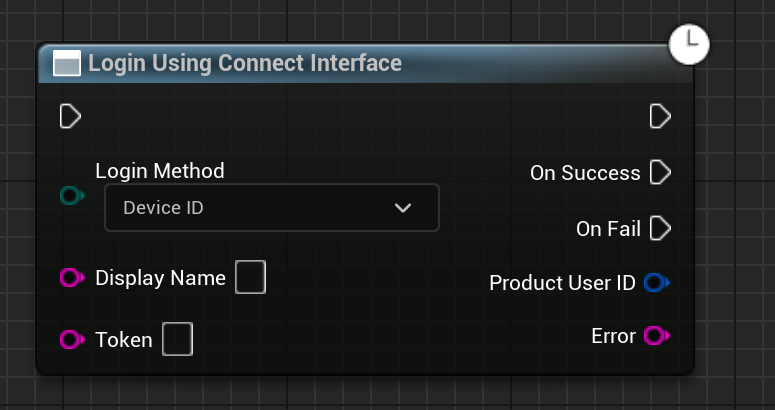 Login Using Connect Interface
Login Method
Device ID
On Success
On Fail
Display Name
Product User ID
Token
Error